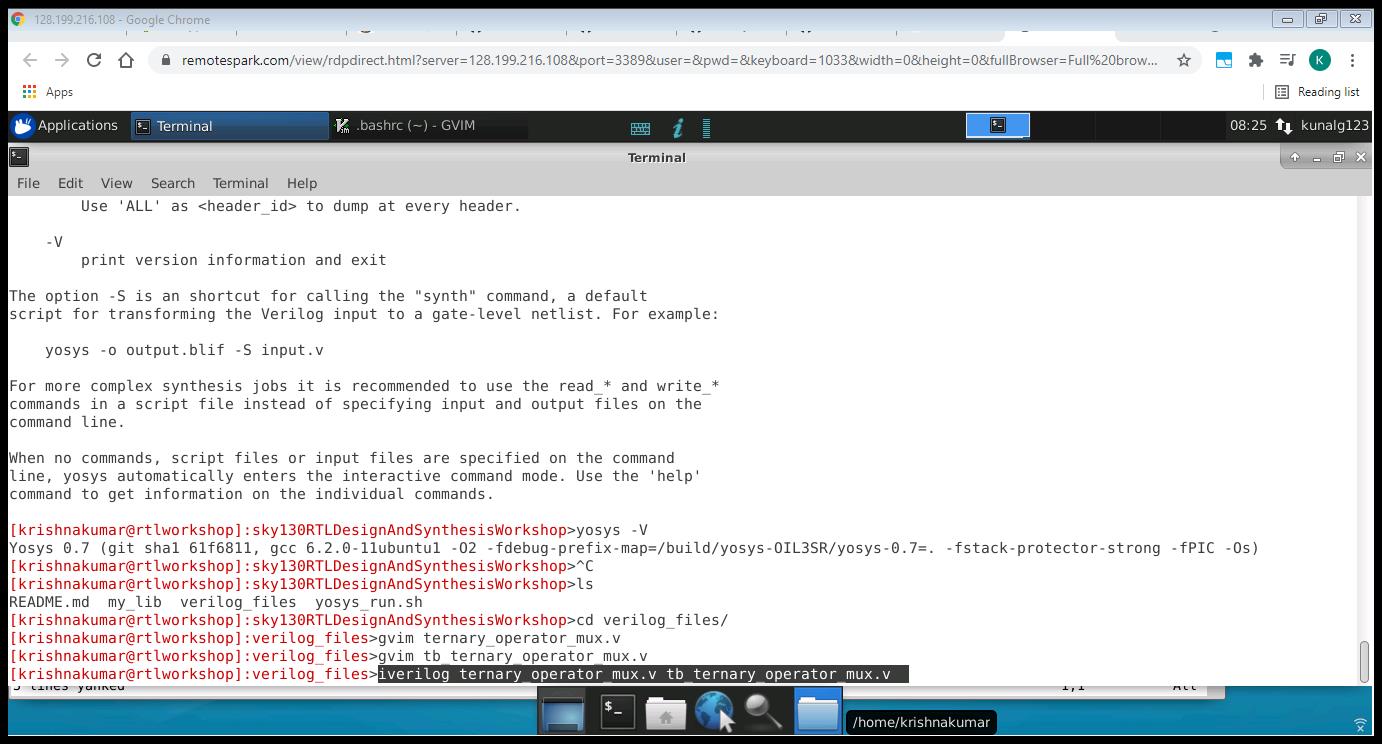 128.199.216.108 - Google Chrome
remotespark.com/view/rdpdirect.html?server=128.199.216.108&port=3389&user=&pwd=&keyboard=1033&width=0&height=0&fullBrowser=Full%20brow...
K
Apps
Reading list
Applications
Terminal
.bashrc (~) - GVIM
08:25
kunalg123
Terminal
File Edit View Search Terminal Help
Use 'ALL' as <header_id> to dump at every header.
-V
print version information and exit
The option -S is an shortcut for calling the "synth" command, a default
script for transforming the Verilog input to a gate-level netlist. For example:
yosys -o output.blif -S input.v
For more complex synthesis jobs it is recommended to use the read_* and write_*
commands in a script file instead of specifying input and output files on the
command line.
When no commands, script files or input files are specified on the command
line, yosys automatically enters the interactive command mode. Use the 'help'
command to get information on the individual commands.
[krishnakumar@rtlworkshop]:sky130RTLDesignAndSynthesisWorkshop>yosys -V
Yosys 0.7 (git sha1 61f6811, gcc 6.2.0-11ubuntu1 -O2 -fdebug-prefix-map=/build/yosys-OIL3SR/yosys-0.7=. -fstack-protector-strong -fPIC -Os)
[krishnakumar@rtlworkshop]:sky130RTLDesignAndSynthesisWorkshop>^C
[krishnakumar@rtlworkshop]:sky130RTLDesignAndSynthesisWorkshop>ls
README.md my_lib verilog_files yosys_run.sh
[krishnakumar@rtlworkshop]:sky130RTLDesignAndSynthesisWorkshop>cd verilog_files/
[krishnakumar@rtlworkshop]:verilog_files>gvim ternary_operator_mux.v
[krishnakumar@rtlworkshop]:verilog_files>gvim tb_ternary_operator_mux.v
[krishnakumar@rtlworkshop]:verilog_files>iverilog ternary_operator_mux.v tb_ternary_operator_mux.v
lines yanked 1,1 All
/home/krishnakumar